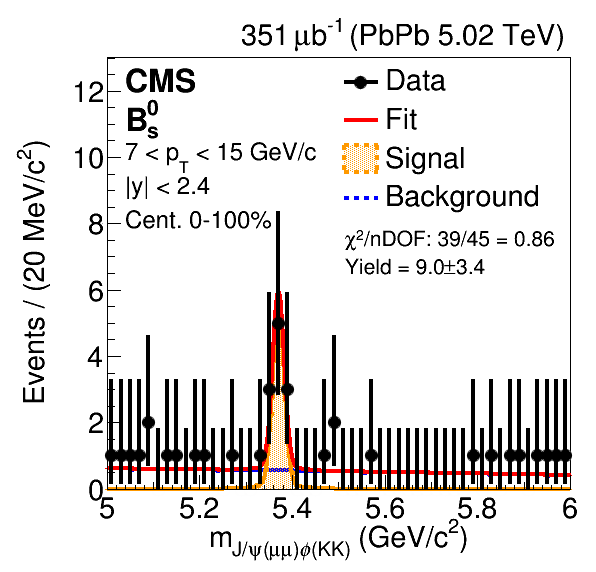 351 μb⁻¹ (PbPb 5.02 TeV)
CMS
B⁰ₛ
7 < p_T < 15 GeV/c
|y| < 2.4
Cent. 0-100%
Data
Fit
Signal
Background
χ²/nDOF: 39/45 = 0.86
Yield = 9.0±3.4
Events / (20 MeV/c²)
12
10
8
6
4
2
0
5 5.2 5.4 5.6 5.8 6
m_J/ψ(μμ)φ(KK) (GeV/c²)